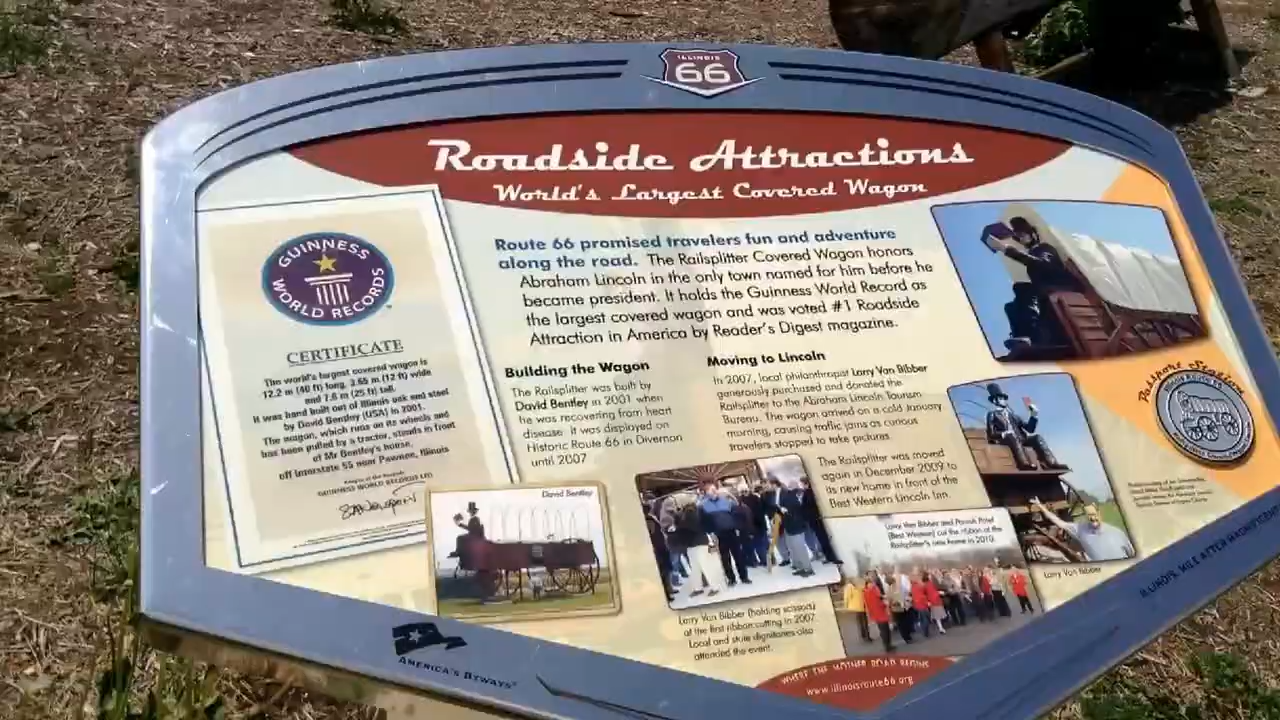 ILLINOIS
66
Roadside Attractions
World's Largest Covered Wagon
GUINNESS
WORLD RECORDS
CERTIFICATE
The world's largest covered wagon is
12.2 m (40 ft) long, 3.65 m (12 ft) wide
and 7.6 m (25 ft) tall.
It was hand built out of Illinois oak and steel
by David Bentley (USA) in 2001.
The wagon, which runs on its wheels and
has been pulled by a tractor, stands in front
of Mr Bentley's house,
off Interstate 55 near Pawnee, Illinois
GUINNESS WORLD RECORDS LTD
Route 66 promised travelers fun and adventure
along the road. The Railsplitter Covered Wagon honors
Abraham Lincoln in the only town named for him before he
became president. It holds the Guinness World Record as
the largest covered wagon and was voted #1 Roadside
Attraction in America by Reader's Digest magazine.
Building the Wagon
The Railsplitter was built by
David Bentley in 2001 when
he was recovering from heart
disease. It was displayed on
Historic Route 66 in Divernon
until 2007
Moving to Lincoln
In 2007, local philanthropist Larry Van Bibber
generously purchased and donated the
Railsplitter to the Abraham Lincoln Tourism
Bureau. The wagon arrived on a cold January
morning, causing traffic jams as curious
travelers stopped to take pictures.
The Railsplitter was moved
again in December 2009 to
its new home in front of the
Best Western Lincoln Inn.
David Bentley
Larry Van Bibber (holding scissors)
at the first ribbon cutting in 2007.
Local and state dignitaries also
attended the event.
Larry Van Bibber and Parish Patel
(Best Western) cut the ribbon at the
Railsplitter's new home in 2010.
Larry Van Bibber
Passport Station
AMERICA'S BYWAYS
WHERE THE MOTHER ROAD BEGINS
www.illinoisroute66.org
ILLINOIS. MILE AFTER MAGNIFICENT